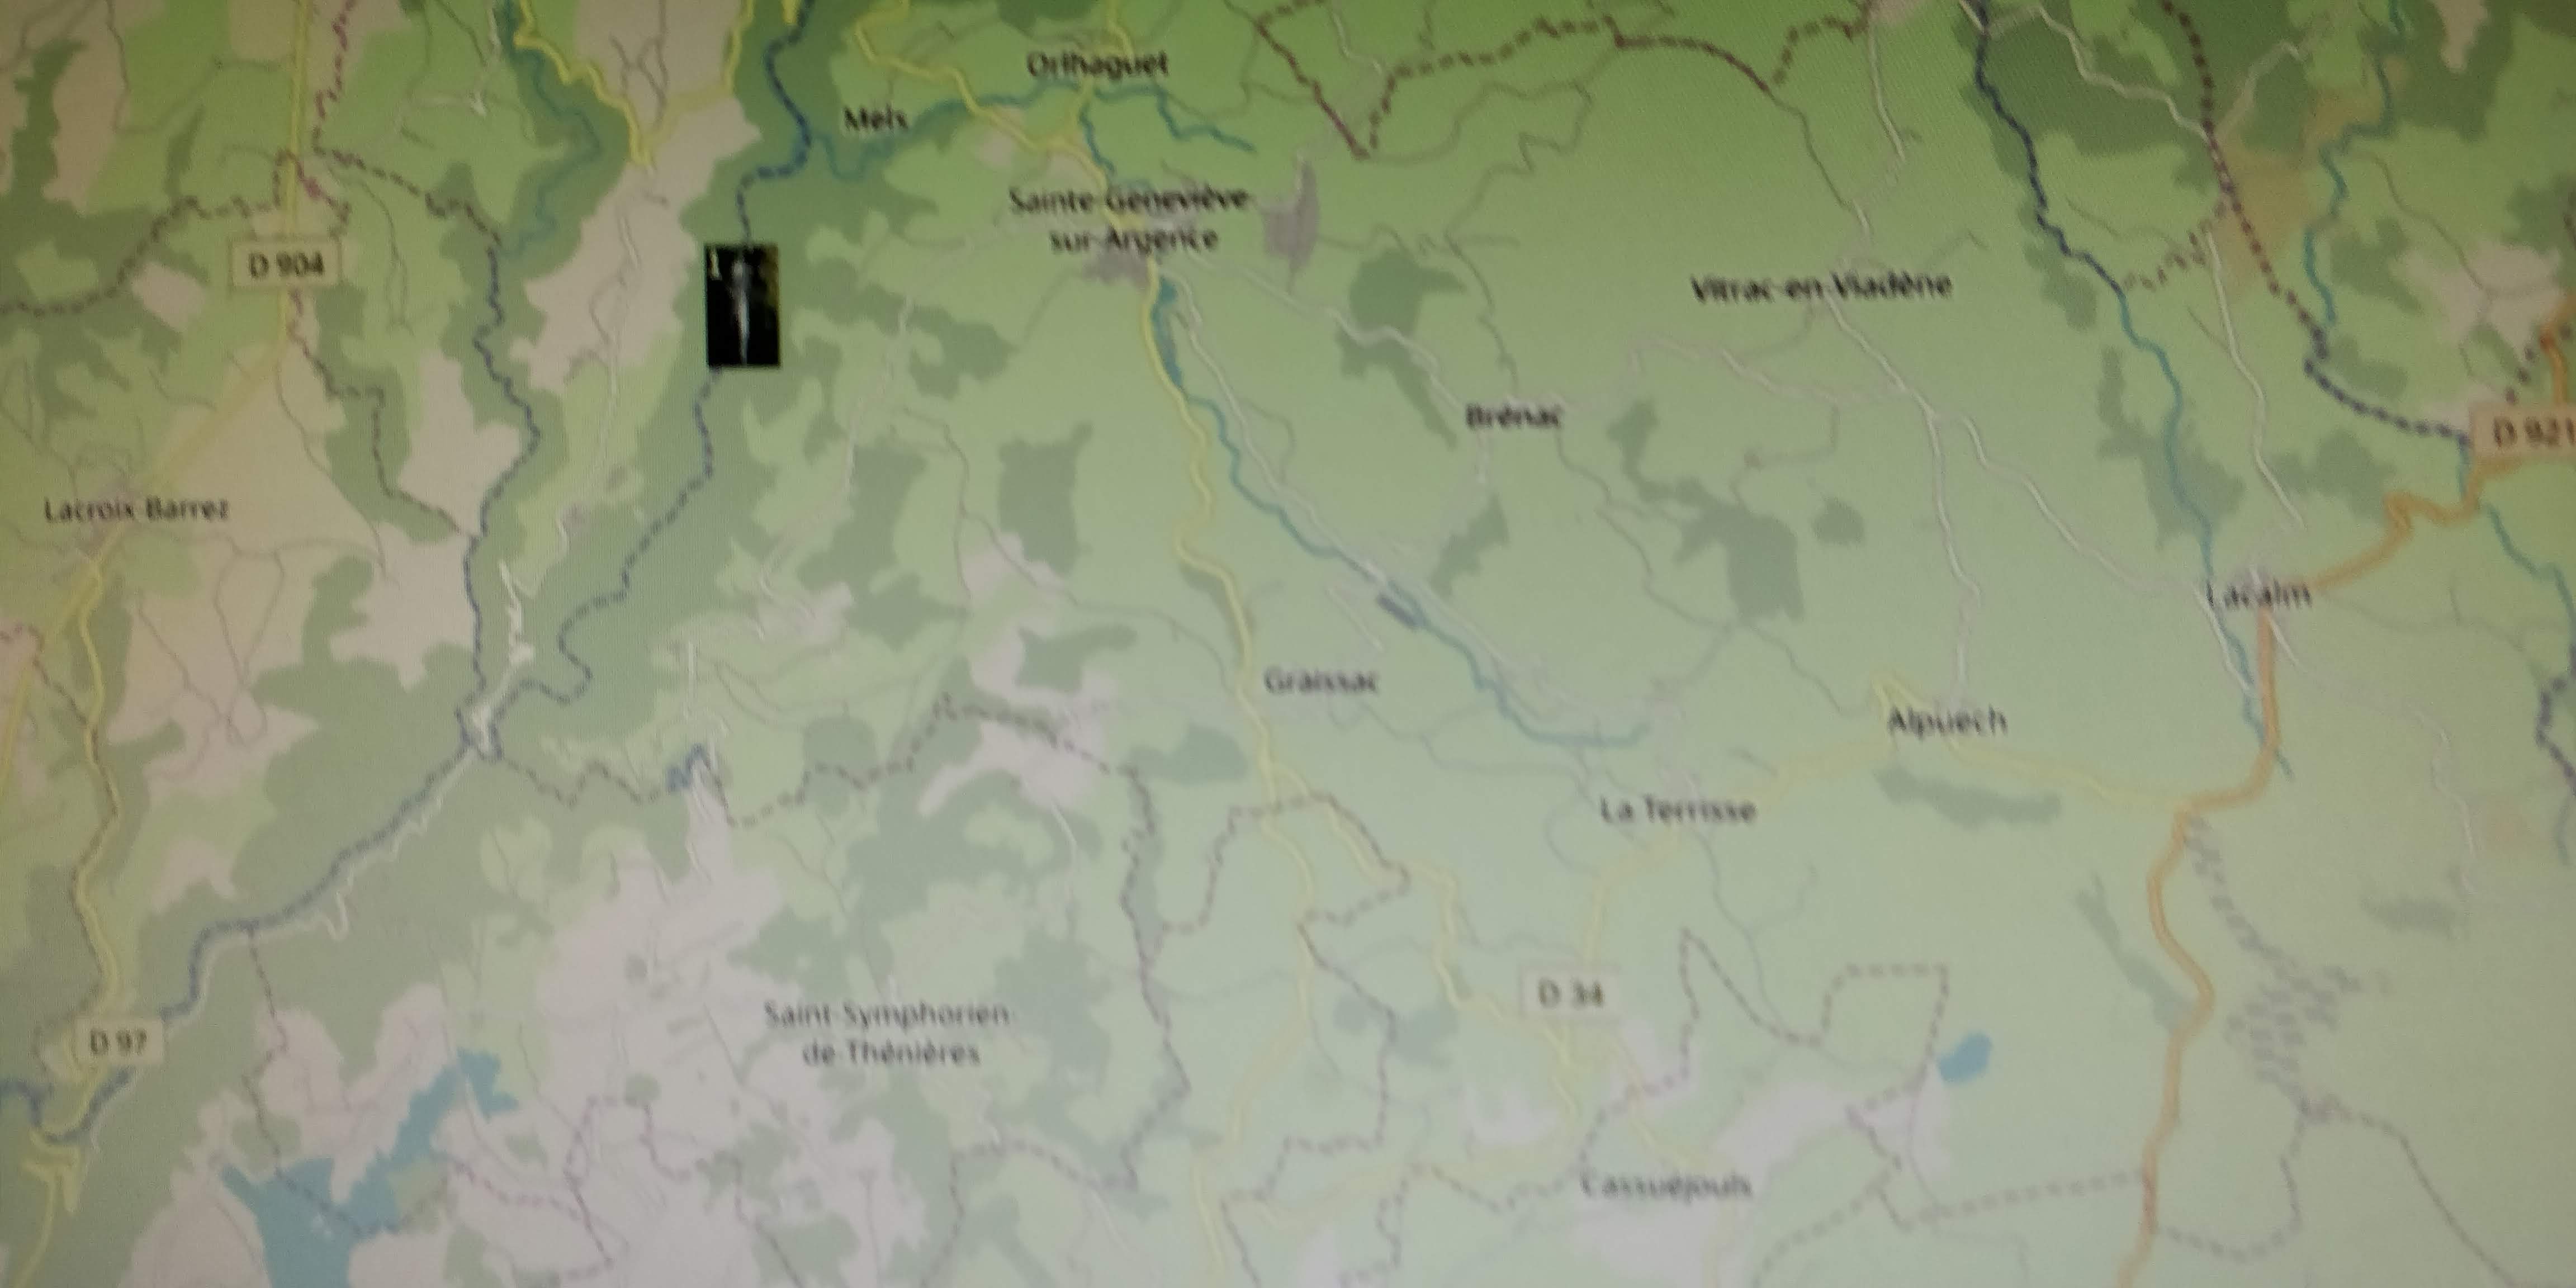 Orlhaguet
Mels
Sainte-Geneviève-
sur-Argence
D 904
Vitrac-en-Viadène
Brénac
D 921
Lacroix-Barrez
Lacalm
Graissac
Alpuech
La Terrisse
D 34
Saint-Symphorien-
de-Thénières
D 97
Cassuéjouls